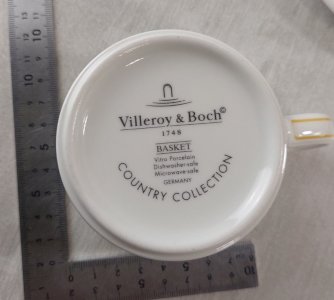 Villeroy & Boch©
1748
BASKET
Vitro Porcelain
Dishwasher-safe
Microwave-safe
GERMANY
COUNTRY COLLECTION